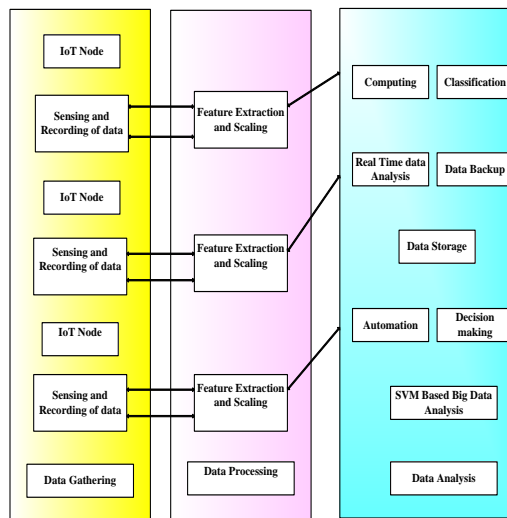 IoT Node
Sensing and
Recording of data
IoT Node
Sensing and
Recording of data
IoT Node
Sensing and
Recording of data
Data Gathering
Feature Extraction
and Scaling
Feature Extraction
and Scaling
Feature Extraction
and Scaling
Data Processing
Computing
Classification
Real Time data
Analysis
Data Backup
Data Storage
Automation
Decision
making
SVM Based Big Data
Analysis
Data Analysis